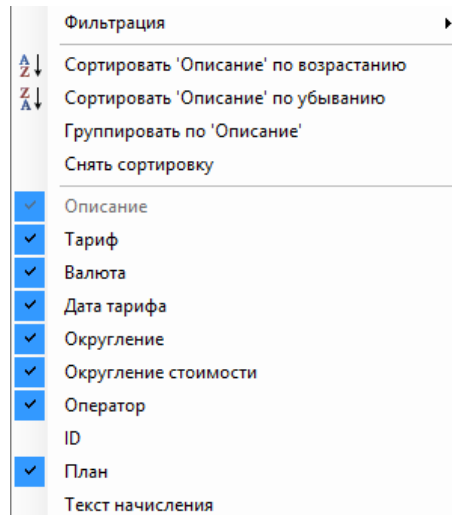 Фильтрация
Сортировать 'Описание' по возрастанию
Сортировать 'Описание' по убыванию
Группировать по 'Описание'
Снять сортировку
Описание
Тариф
Валюта
Дата тарифа
Округление
Округление стоимости
Оператор
ID
План
Текст начисления